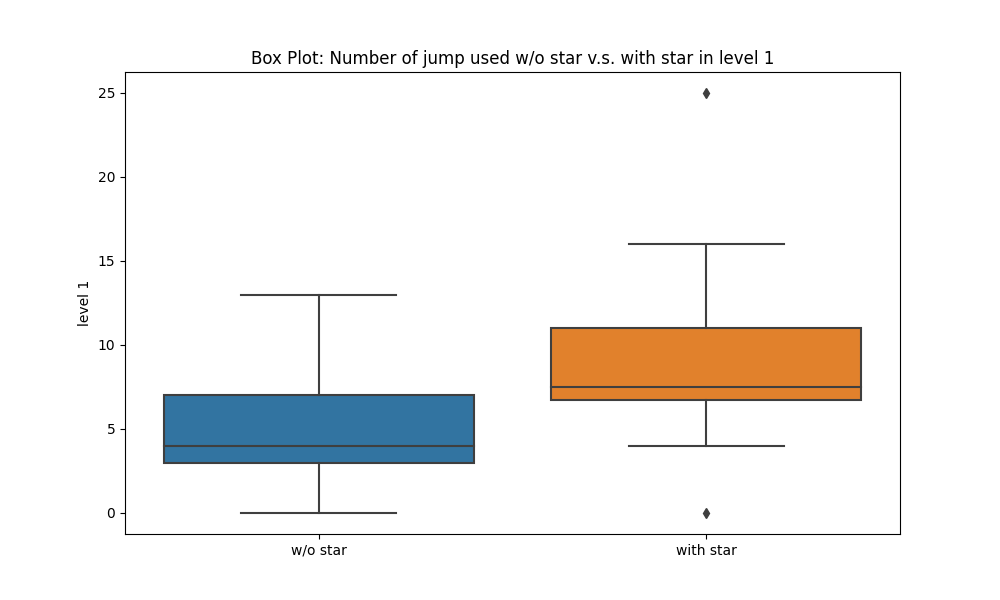 Box Plot: Number of jump used w/o star v.s. with star in level 1
level 1
25
20
15
10
5
0
w/o star
with star